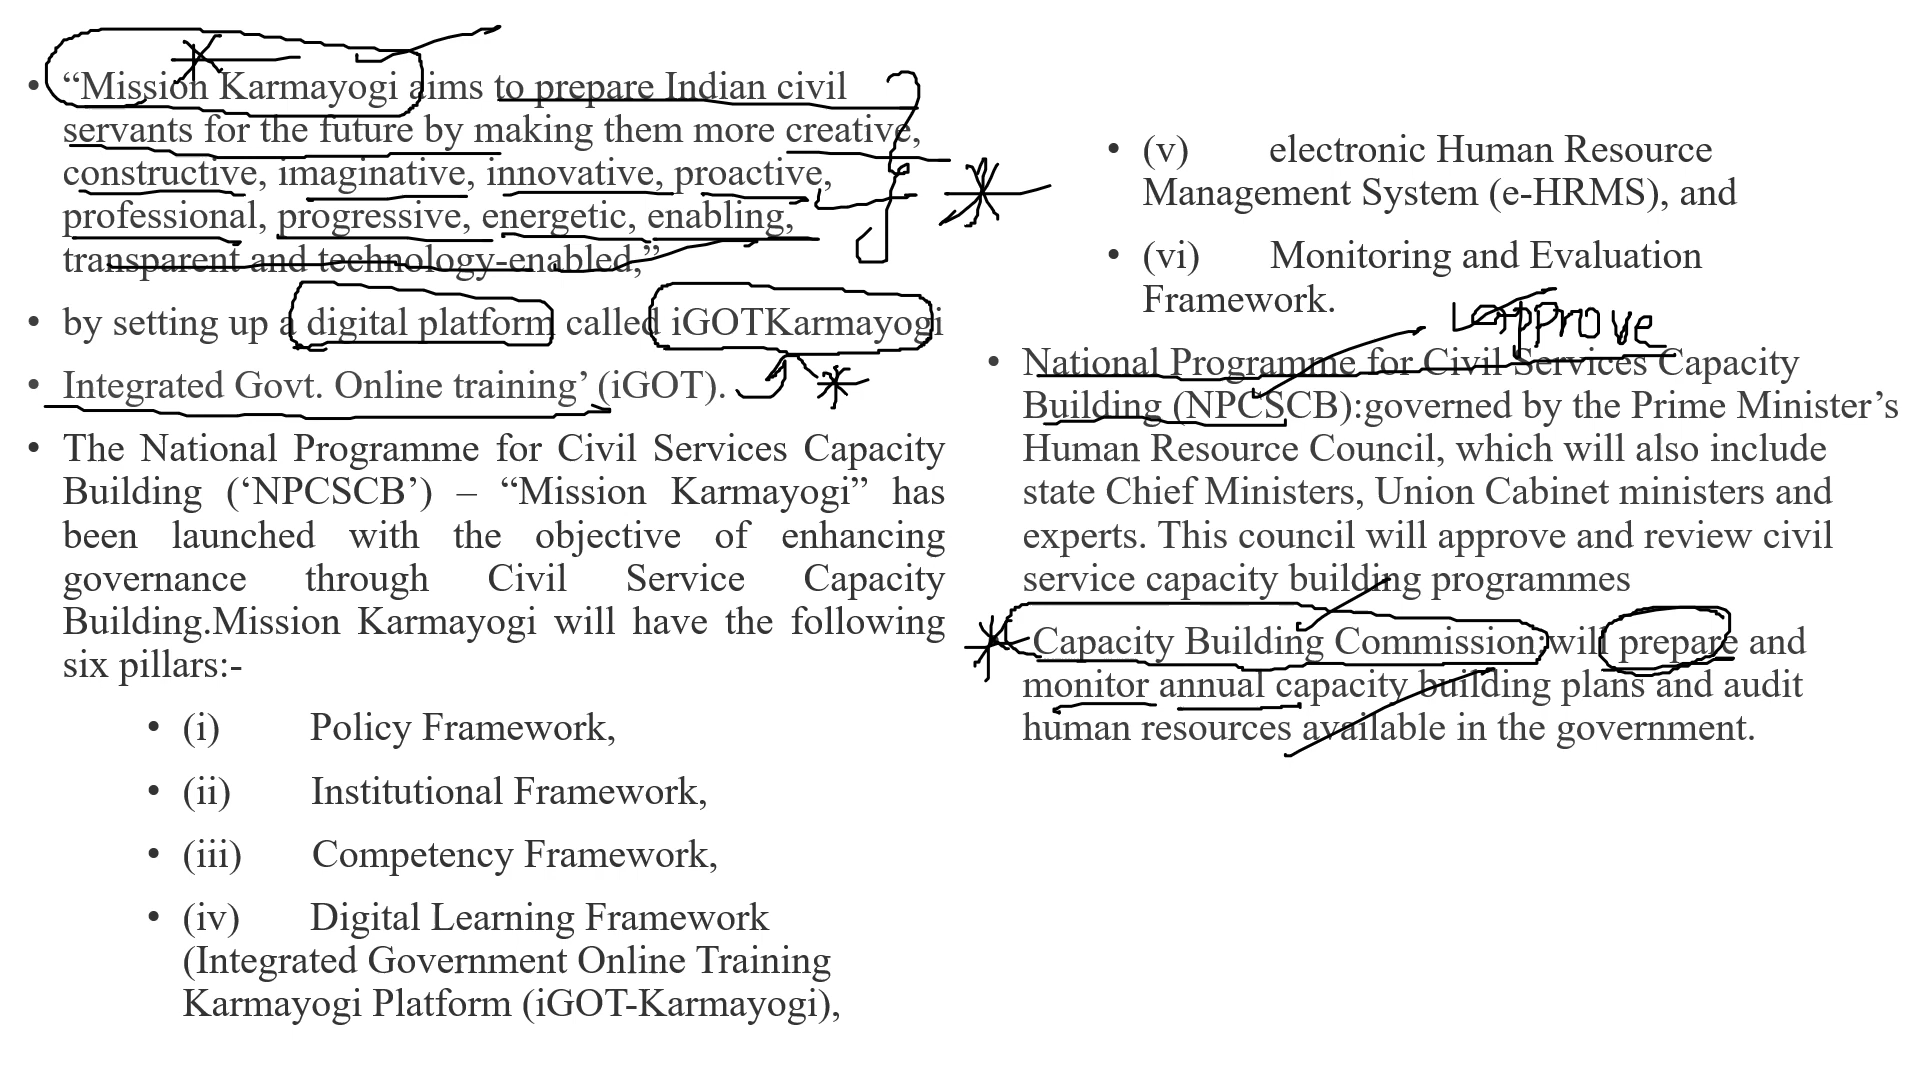 • “Mission Karmayogi aims to prepare Indian civil
servants for the future by making them more creative,
constructive, imaginative, innovative, proactive,
professional, progressive, energetic, enabling,
transparent and technology-enabled,”
• by setting up a digital platform called iGOTKarmayogi
• Integrated Govt. Online training’ (iGOT).
• The National Programme for Civil Services Capacity
Building (‘NPCSCB’) – “Mission Karmayogi” has
been launched with the objective of enhancing
governance through Civil Service Capacity
Building.Mission Karmayogi will have the following
six pillars:-
• (i) Policy Framework,
• (ii) Institutional Framework,
• (iii) Competency Framework,
• (iv) Digital Learning Framework
(Integrated Government Online Training
Karmayogi Platform (iGOT-Karmayogi),
• (v) electronic Human Resource
Management System (e-HRMS), and
• (vi) Monitoring and Evaluation
Framework.
Approve
• National Programme for Civil Services Capacity
Building (NPCSCB):governed by the Prime Minister’s
Human Resource Council, which will also include
state Chief Ministers, Union Cabinet ministers and
experts. This council will approve and review civil
service capacity building programmes
Capacity Building Commission:will prepare and
monitor annual capacity building plans and audit
human resources available in the government.